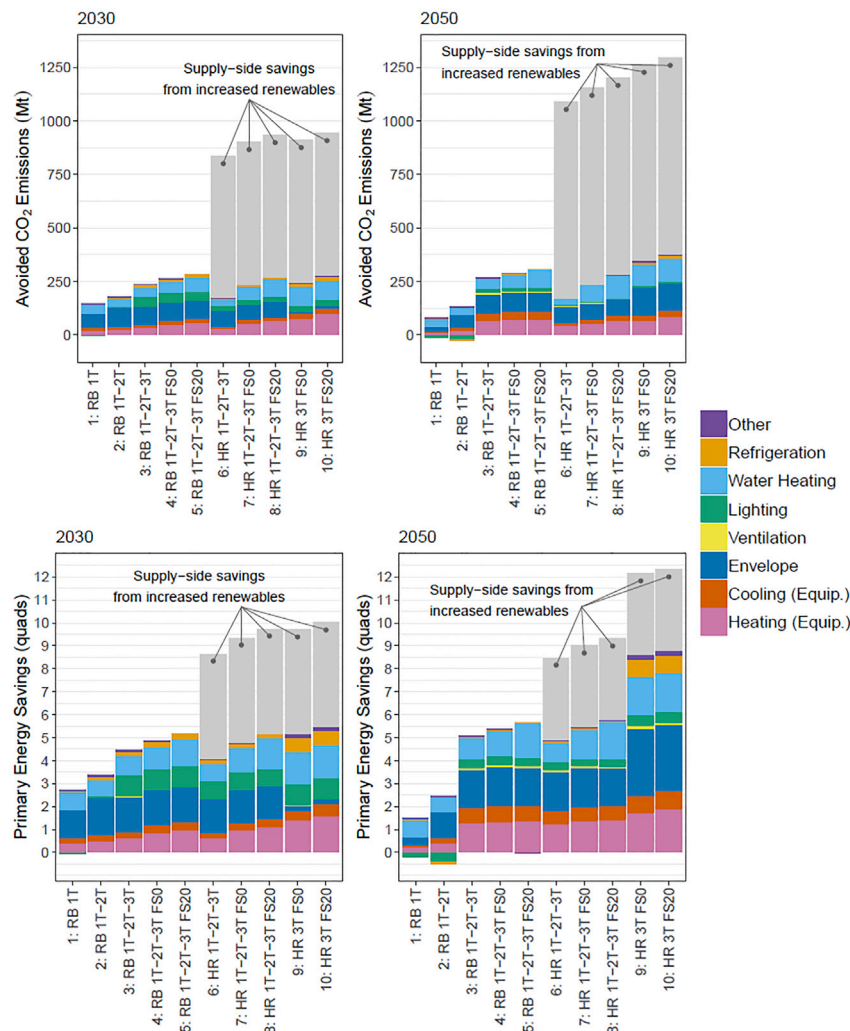 2030
2050
Avoided CO₂ Emissions (Mt)
1250
1000
750
500
250
0
Supply−side savings
from increased renewables
1: RB 1T
2: RB 1T−2T
3: RB 1T−2T−3T
4: RB 1T−2T−3T FS0
5: RB 1T−2T−3T FS20
6: HR 1T−2T−3T
7: HR 1T−2T−3T FS0
8: HR 1T−2T−3T FS20
9: HR 3T FS0
10: HR 3T FS20
Avoided CO₂ Emissions (Mt)
1250
1000
750
500
250
0
Supply−side savings from
increased renewables
1: RB 1T
2: RB 1T−2T
3: RB 1T−2T−3T
4: RB 1T−2T−3T FS0
5: RB 1T−2T−3T FS20
6: HR 1T−2T−3T
7: HR 1T−2T−3T FS0
8: HR 1T−2T−3T FS20
9: HR 3T FS0
10: HR 3T FS20
Other
Refrigeration
Water Heating
Lighting
Ventilation
Envelope
Cooling (Equip.)
Heating (Equip.)
2030
2050
Primary Energy Savings (quads)
12
11
10
9
8
7
6
5
4
3
2
1
0
Supply−side savings
from increased renewables
1: RB 1T
2: RB 1T−2T
3: RB 1T−2T−3T
4: RB 1T−2T−3T FS0
5: RB 1T−2T−3T FS20
6: HR 1T−2T−3T
7: HR 1T−2T−3T FS0
8: HR 1T−2T−3T FS20
9: HR 3T FS0
10: HR 3T FS20
Primary Energy Savings (quads)
12
11
10
9
8
7
6
5
4
3
2
1
0
Supply−side savings from
increased renewables
1: RB 1T
2: RB 1T−2T
3: RB 1T−2T−3T
4: RB 1T−2T−3T FS0
5: RB 1T−2T−3T FS20
6: HR 1T−2T−3T
7: HR 1T−2T−3T FS0
3: HR 1T−2T−3T FS20
9: HR 3T FS0
10: HR 3T FS20